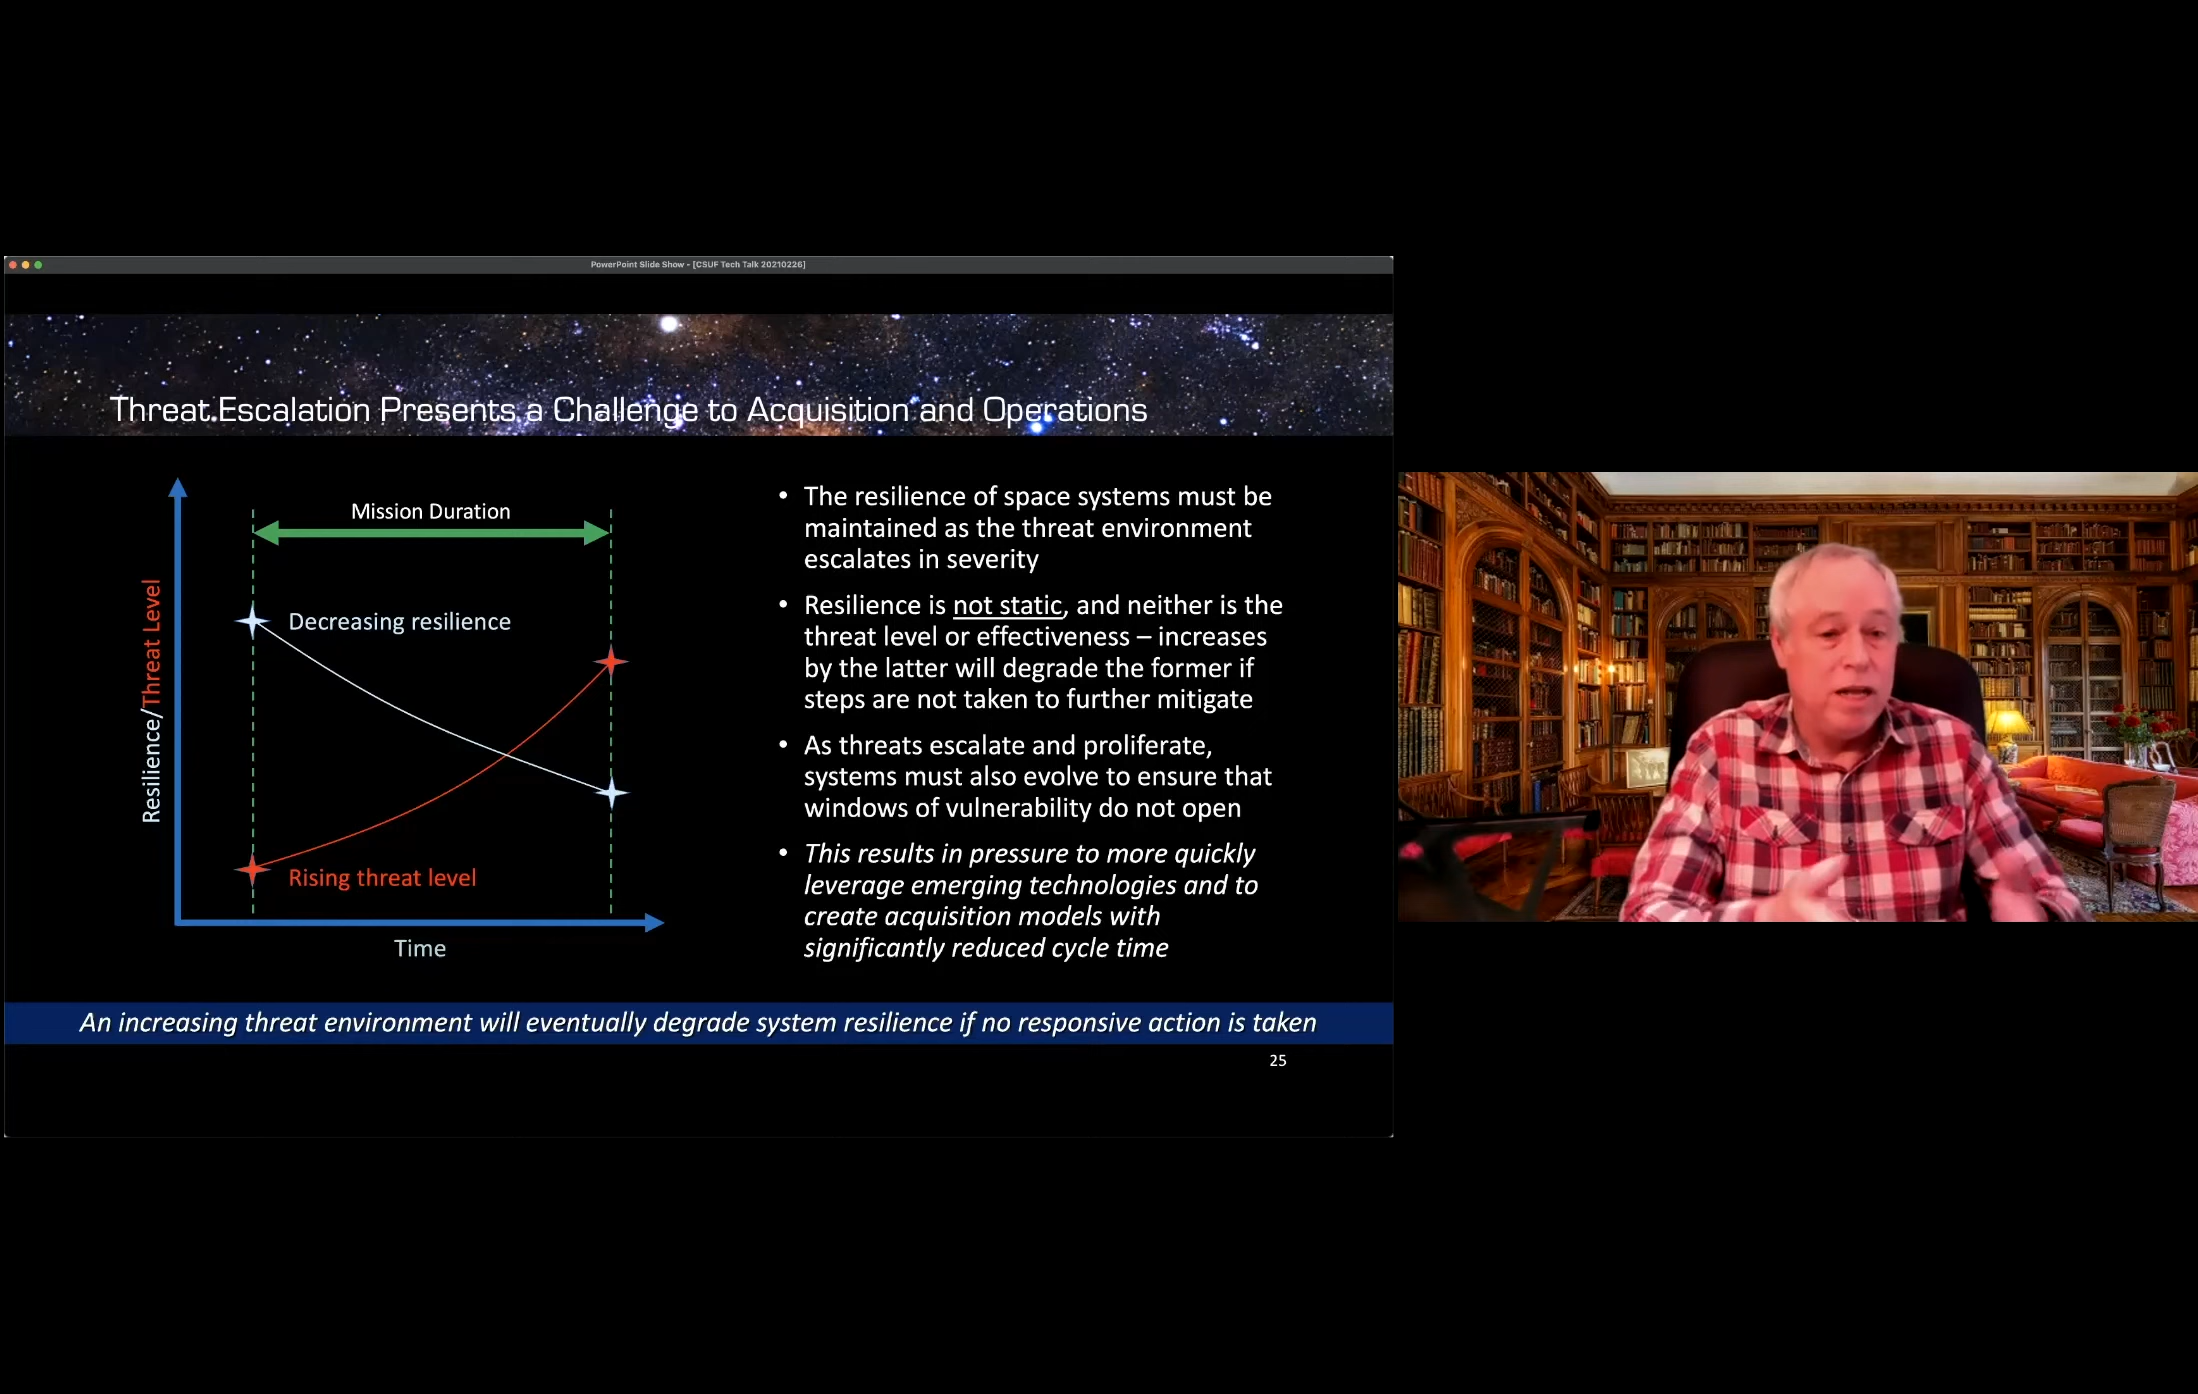 PowerPoint Slide Show - [CSUF Tech Talk 20210226]
Threat Escalation Presents a Challenge to Acquisition and Operations
Mission Duration
Decreasing resilience
Resilience/Threat Level
Rising threat level
Time
• The resilience of space systems must be
maintained as the threat environment
escalates in severity
• Resilience is not static, and neither is the
threat level or effectiveness – increases
by the latter will degrade the former if
steps are not taken to further mitigate
• As threats escalate and proliferate,
systems must also evolve to ensure that
windows of vulnerability do not open
• This results in pressure to more quickly
leverage emerging technologies and to
create acquisition models with
significantly reduced cycle time
An increasing threat environment will eventually degrade system resilience if no responsive action is taken
25